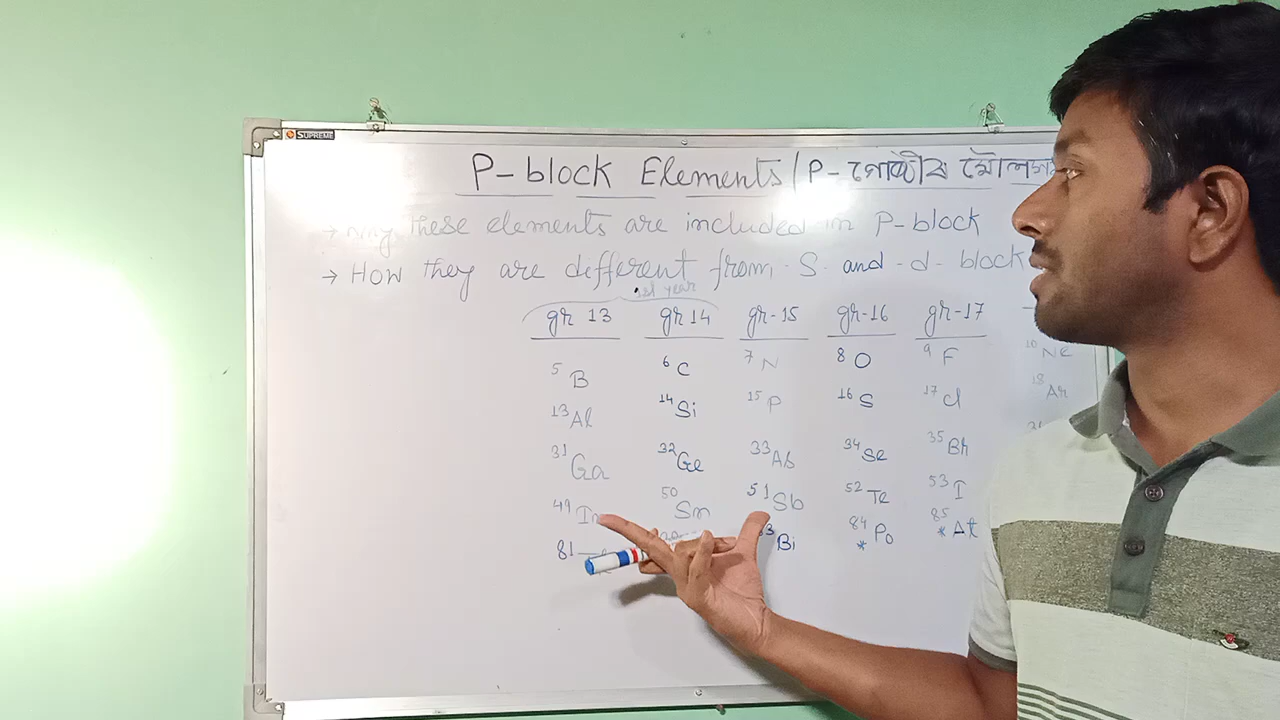 SUPREME
P-block Elements / P-গোষ্ঠীৰ
→ these elements are included in P-block
→ How they are different from S and d-block
1st year
gr 13 gr 14 gr-15 gr-16 gr-17
5 B 6 C 7 N 8 O 9 F 10 Ne
13 Al 14 Si 15 P 16 S 17 Cl 18 Ar
31 Ga 32 Ge 33 As 34 Se 35 Br
49 In 50 Sn 51 Sb 52 Te 53 I
81 Bi 84 * Po 85 * At